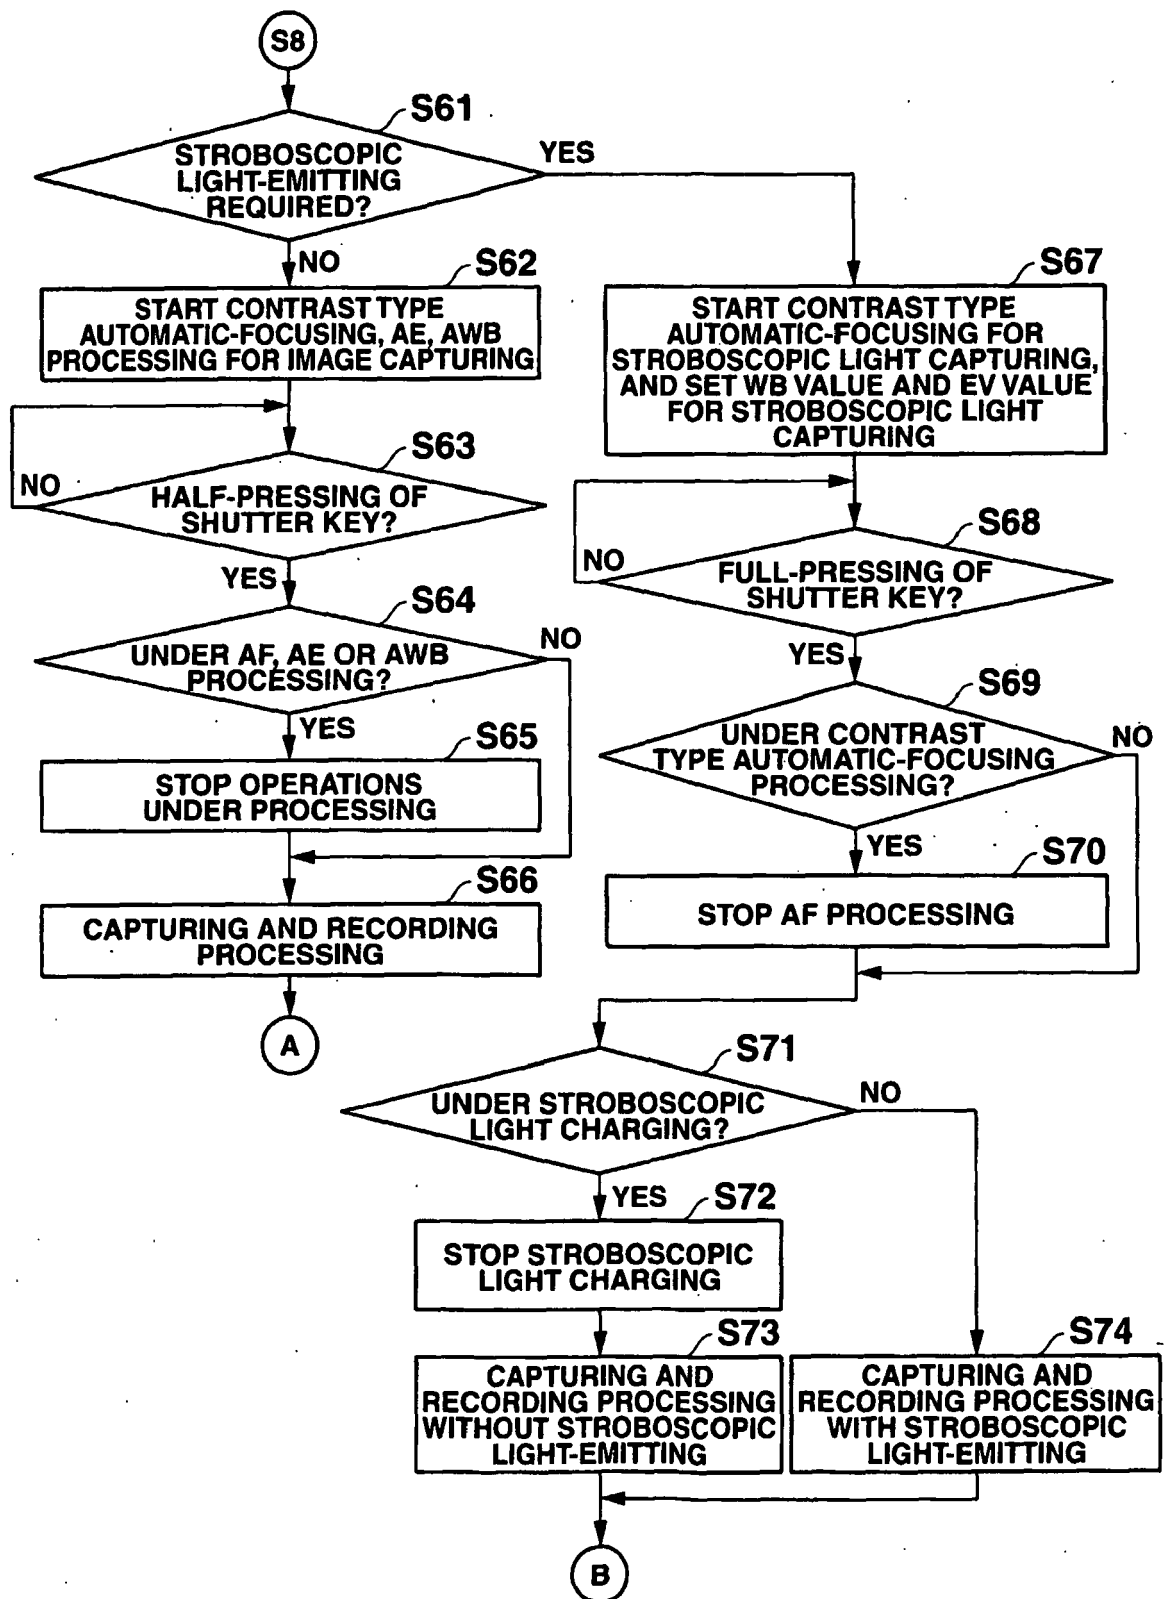 S8
S61
STROBOSCOPIC
LIGHT-EMITTING
REQUIRED?
YES
NO
S62
START CONTRAST TYPE
AUTOMATIC-FOCUSING, AE, AWB
PROCESSING FOR IMAGE CAPTURING
S63
NO
HALF-PRESSING OF
SHUTTER KEY?
YES
S64
NO
UNDER AF, AE OR AWB
PROCESSING?
YES
S65
STOP OPERATIONS
UNDER PROCESSING
S66
CAPTURING AND RECORDING
PROCESSING
A
S67
START CONTRAST TYPE
AUTOMATIC-FOCUSING FOR
STROBOSCOPIC LIGHT CAPTURING,
AND SET WB VALUE AND EV VALUE
FOR STROBOSCOPIC LIGHT
CAPTURING
S68
NO
FULL-PRESSING OF
SHUTTER KEY?
YES
S69
UNDER CONTRAST
TYPE AUTOMATIC-FOCUSING
PROCESSING?
NO
YES
S70
STOP AF PROCESSING
S71
UNDER STROBOSCOPIC
LIGHT CHARGING?
NO
YES
S72
STOP STROBOSCOPIC
LIGHT CHARGING
S73
CAPTURING AND
RECORDING PROCESSING
WITHOUT STROBOSCOPIC
LIGHT-EMITTING
S74
CAPTURING AND
RECORDING PROCESSING
WITH STROBOSCOPIC
LIGHT-EMITTING
B